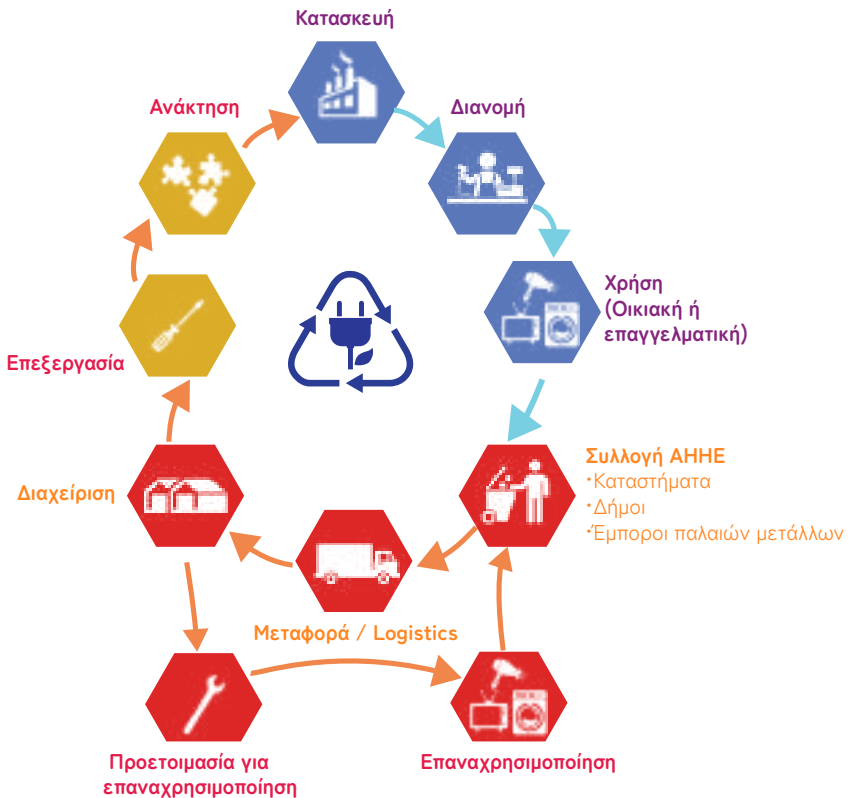 Κατασκευή
Διανομή
Χρήση
(Οικιακή ή
επαγγελματική)
Συλλογή ΑΗΗΕ
·Καταστήματα
·Δήμοι
·Έμποροι παλαιών μετάλλων
Μεταφορά / Logistics
Διαχείριση
Προετοιμασία για
επαναχρησιμοποίηση
Επαναχρησιμοποίηση
Επεξεργασία
Ανάκτηση